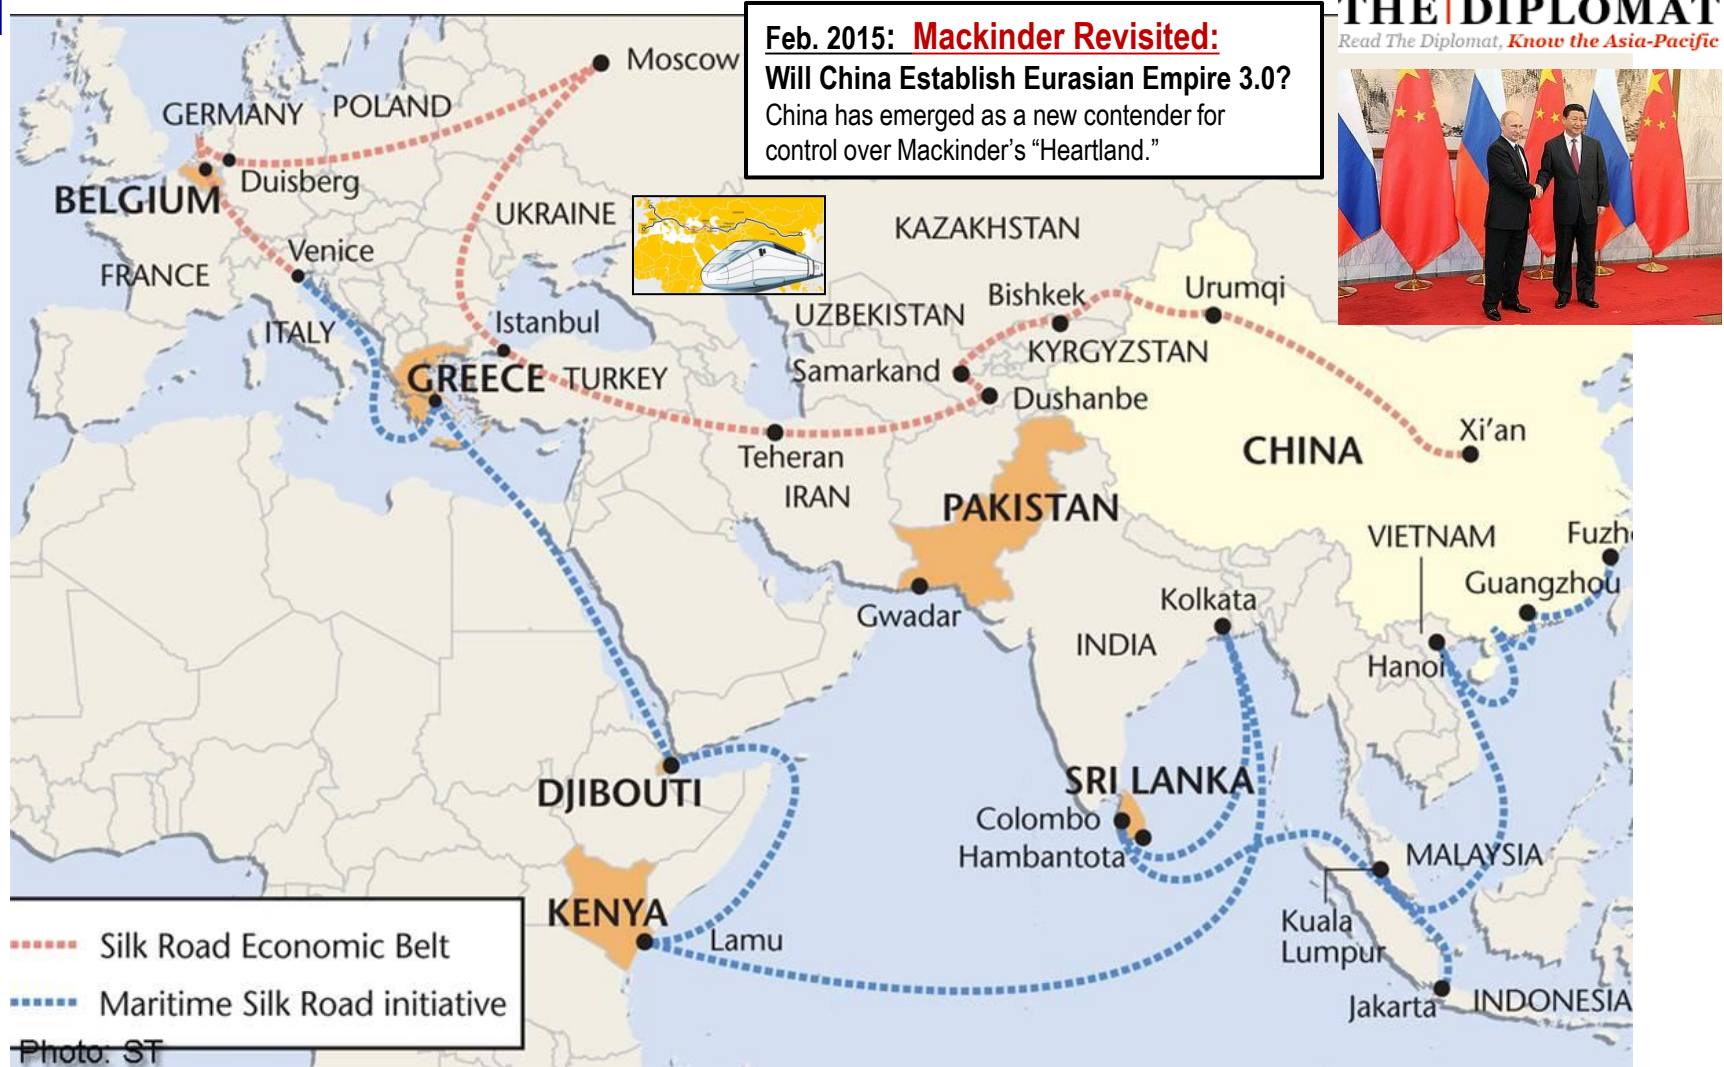 THE|DIPLOMAT
Read The Diplomat, Know the Asia-Pacific
Feb. 2015: Mackinder Revisited:
Will China Establish Eurasian Empire 3.0?
China has emerged as a new contender for
control over Mackinder’s “Heartland.”
Moscow
GERMANY
POLAND
Duisberg
BELGIUM
UKRAINE
KAZAKHSTAN
Venice
FRANCE
Bishkek
Urumqi
ITALY
Istanbul
UZBEKISTAN
KYRGYZSTAN
GREECE
TURKEY
Samarkand
Dushanbe
Xi’an
CHINA
Teheran
IRAN
PAKISTAN
VIETNAM
Fuzh
Guangzhou
Gwadar
Kolkata
INDIA
Hanoi
DJIBOUTI
SRI LANKA
Colombo
Hambantota
MALAYSIA
KENYA
Lamu
Kuala
Lumpur
Jakarta
INDONESIA
Silk Road Economic Belt
Maritime Silk Road initiative
Photo: ST